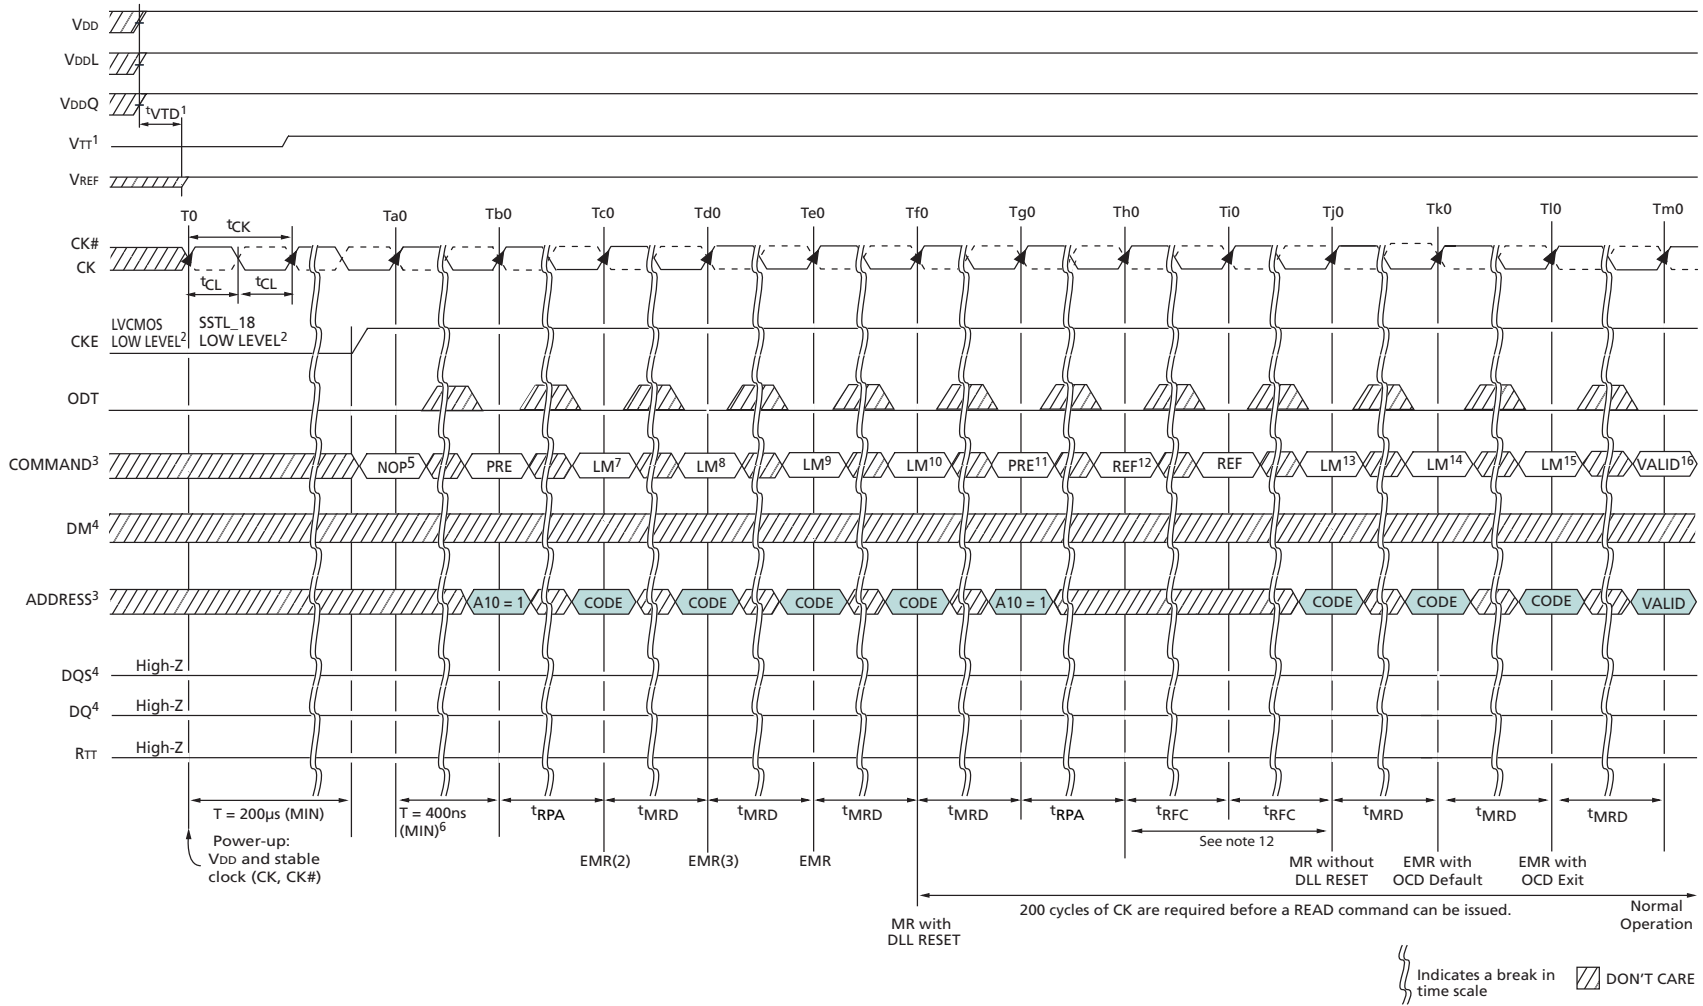 VDD
VDDL
VDDQ
tVTD1
VTT1
VREF
T0 Ta0 Tb0 Tc0 Td0 Te0 Tf0 Tg0 Th0 Ti0 Tj0 Tk0 Tl0 Tm0
tCK
CK#
CK
tCL tCL
LVCMOS
LOW LEVEL2
SSTL_18
LOW LEVEL2
CKE
ODT
COMMAND3 NOP5 PRE LM7 LM8 LM9 LM10 PRE11 REF12 REF LM13 LM14 LM15 VALID16
DM4
ADDRESS3 A10 = 1 CODE CODE CODE CODE A10 = 1 CODE CODE CODE VALID
DQS4 High-Z
DQ4 High-Z
RTT High-Z
T = 200µs (MIN)
T = 400ns
(MIN)6
tRPA tMRD tMRD tMRD tMRD tRPA tRFC tRFC tMRD tMRD tMRD
See note 12
Power-up:
VDD and stable
clock (CK, CK#)
EMR(2) EMR(3) EMR
MR without
DLL RESET
EMR with
OCD Default
EMR with
OCD Exit
MR with
DLL RESET
200 cycles of CK are required before a READ command can be issued.
Normal
Operation
Indicates a break in
time scale
DON'T CARE